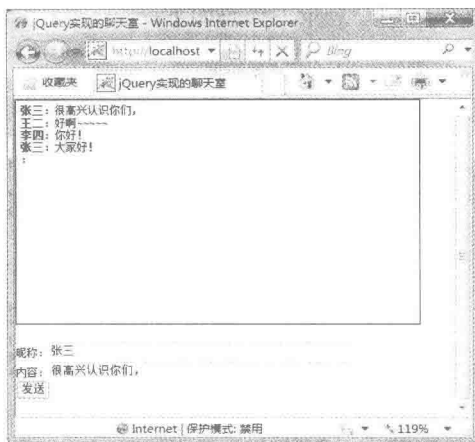 jQuery实现的聊天室 - Windows Internet Explorer
http://localhost
Bing
收藏夹
jQuery实现的聊天室
张三：很高兴认识你们，
王二：好啊~~~~~
李四：你好！
张三：大家好！
：
昵称： 张三
内容： 很高兴认识你们，
发送
Internet | 保护模式: 禁用
119%